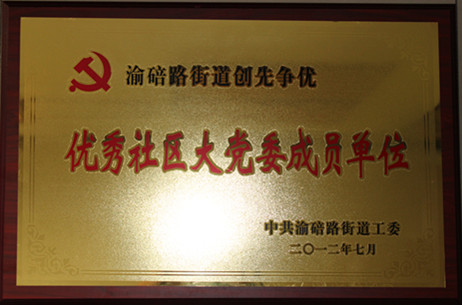 渝碚路街道创先争优
优秀社区大党委成员单位
中共渝碚路街道工委
二〇一二年七月